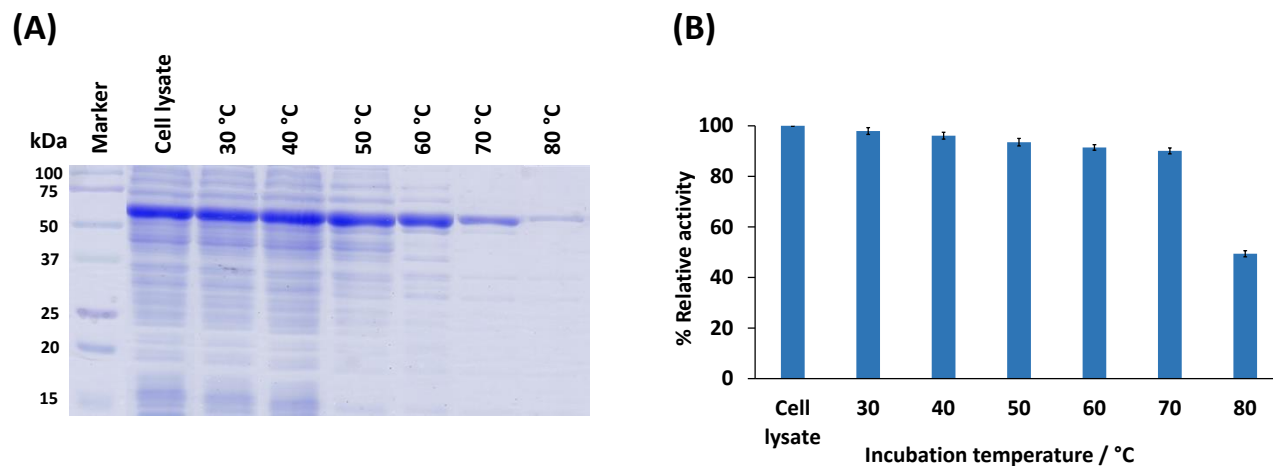 (A)
kDa
Marker
Cell lysate
30 °C
40 °C
50 °C
60 °C
70 °C
80 °C
100
75
50
37
25
20
15
(B)
% Relative activity
100
80
60
40
20
0
Cell lysate
30
40
50
60
70
80
Incubation temperature / °C